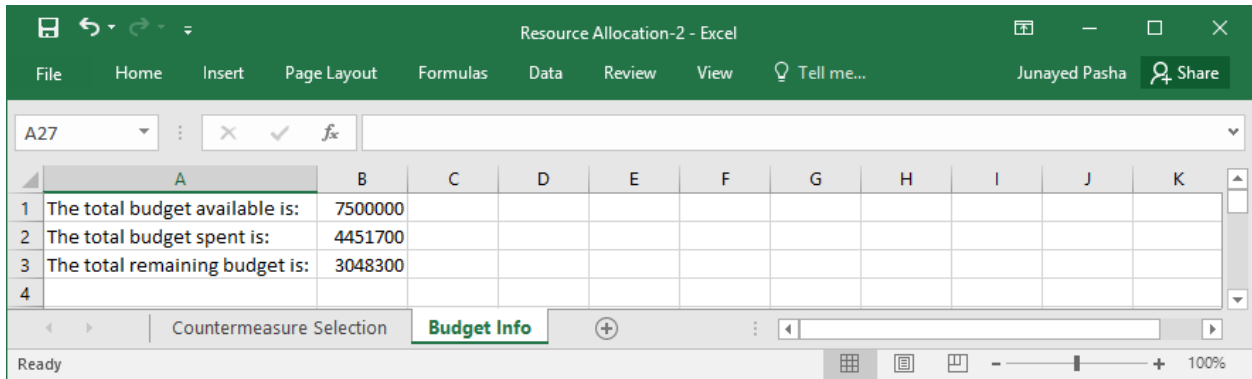 Resource Allocation-2 - Excel
File Home Insert Page Layout Formulas Data Review View Tell me... Junayed Pasha Share
A27 fx
A B C D E F G H I J K
1 The total budget available is: 7500000
2 The total budget spent is: 4451700
3 The total remaining budget is: 3048300
4
Countermeasure Selection Budget Info
Ready 100%